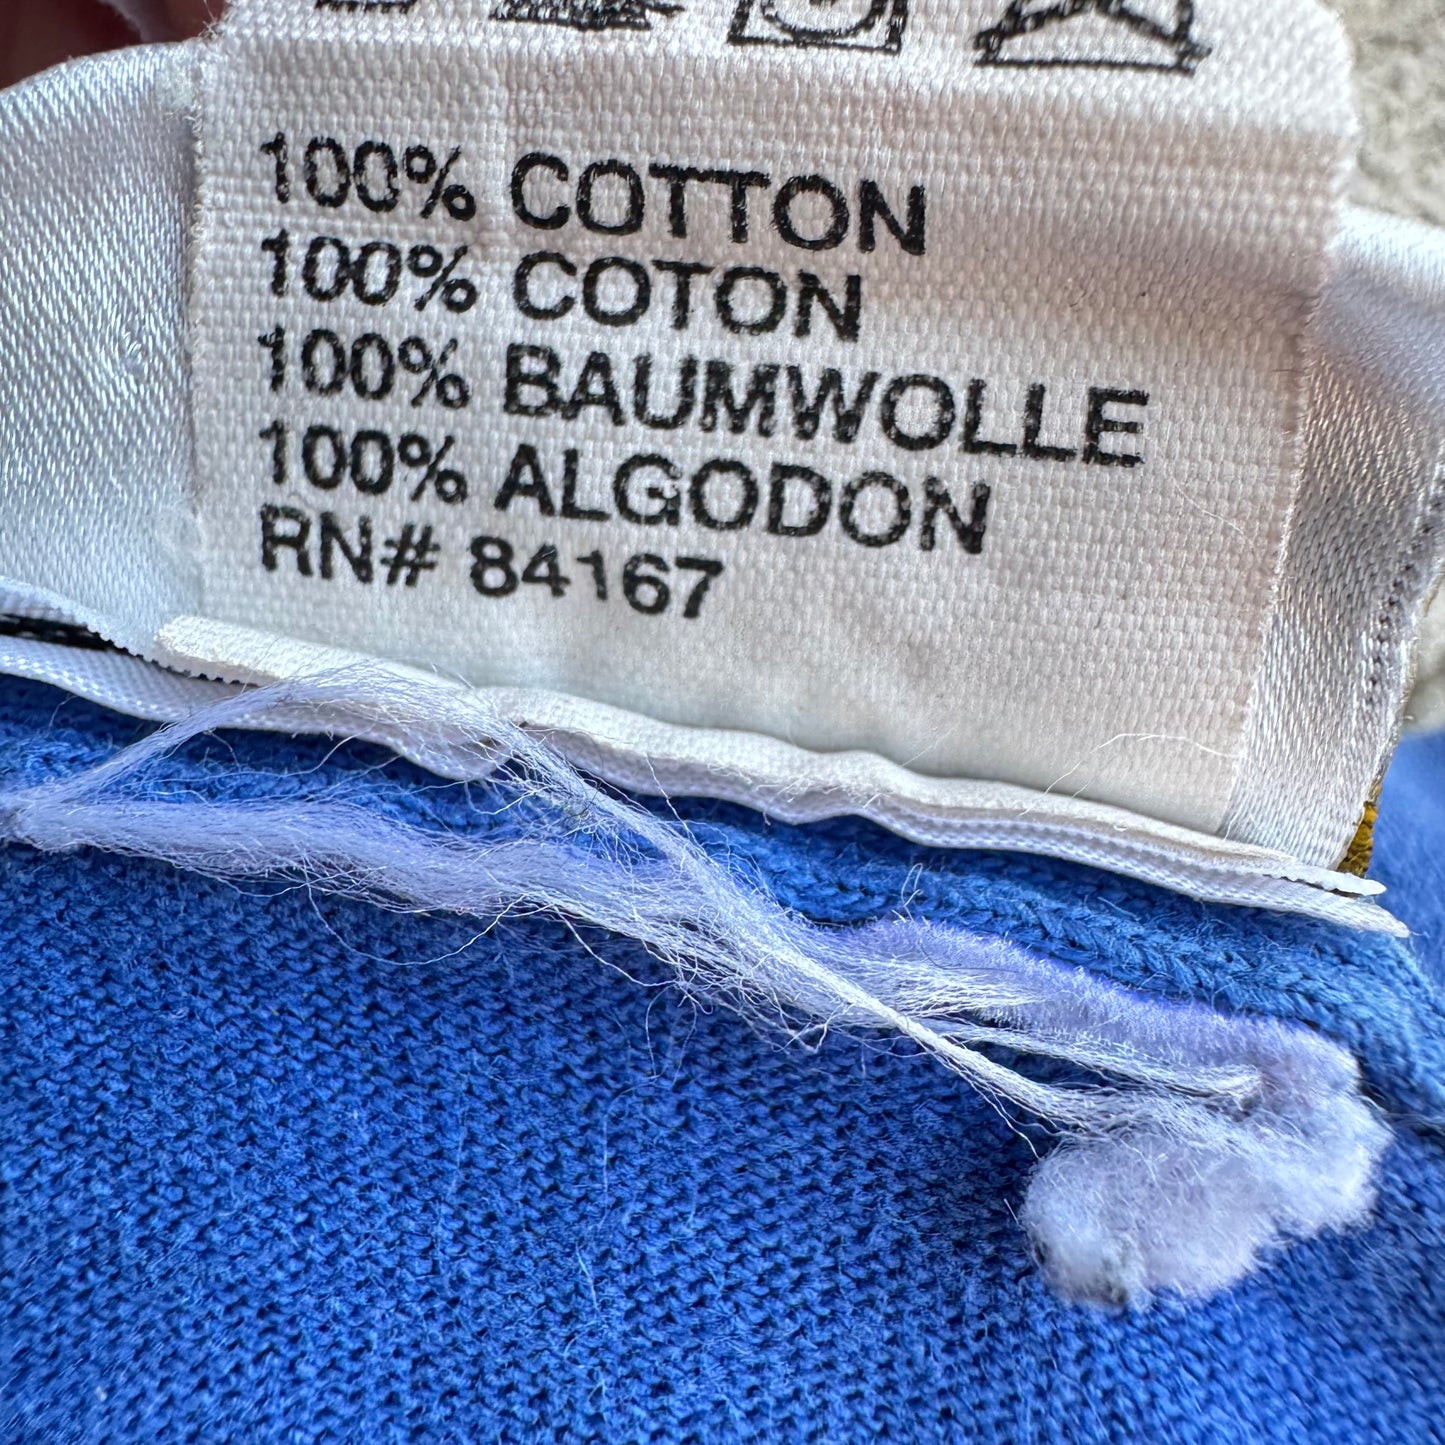 100% COTTON
100% COTON
100% BAUMWOLLE
100% ALGODON
RN# 84167